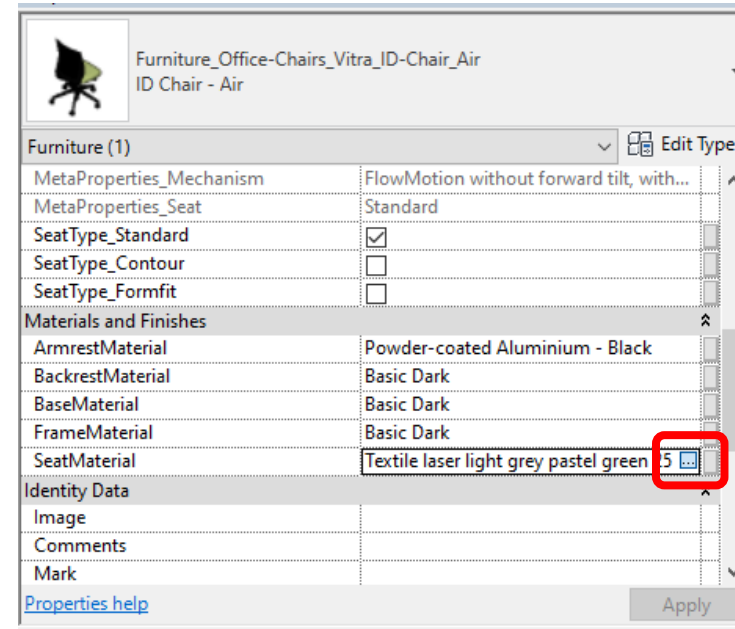 Furniture_Office-Chairs_Vitra_ID-Chair_Air
ID Chair - Air
Furniture (1)
Edit Type
MetaProperties_Mechanism FlowMotion without forward tilt, with...
MetaProperties_Seat Standard
SeatType_Standard
SeatType_Contour
SeatType_Formfit
Materials and Finishes
ArmrestMaterial Powder-coated Aluminium - Black
BackrestMaterial Basic Dark
BaseMaterial Basic Dark
FrameMaterial Basic Dark
SeatMaterial Textile laser light grey pastel green 25 ...
Identity Data
Image
Comments
Mark
Properties help Apply